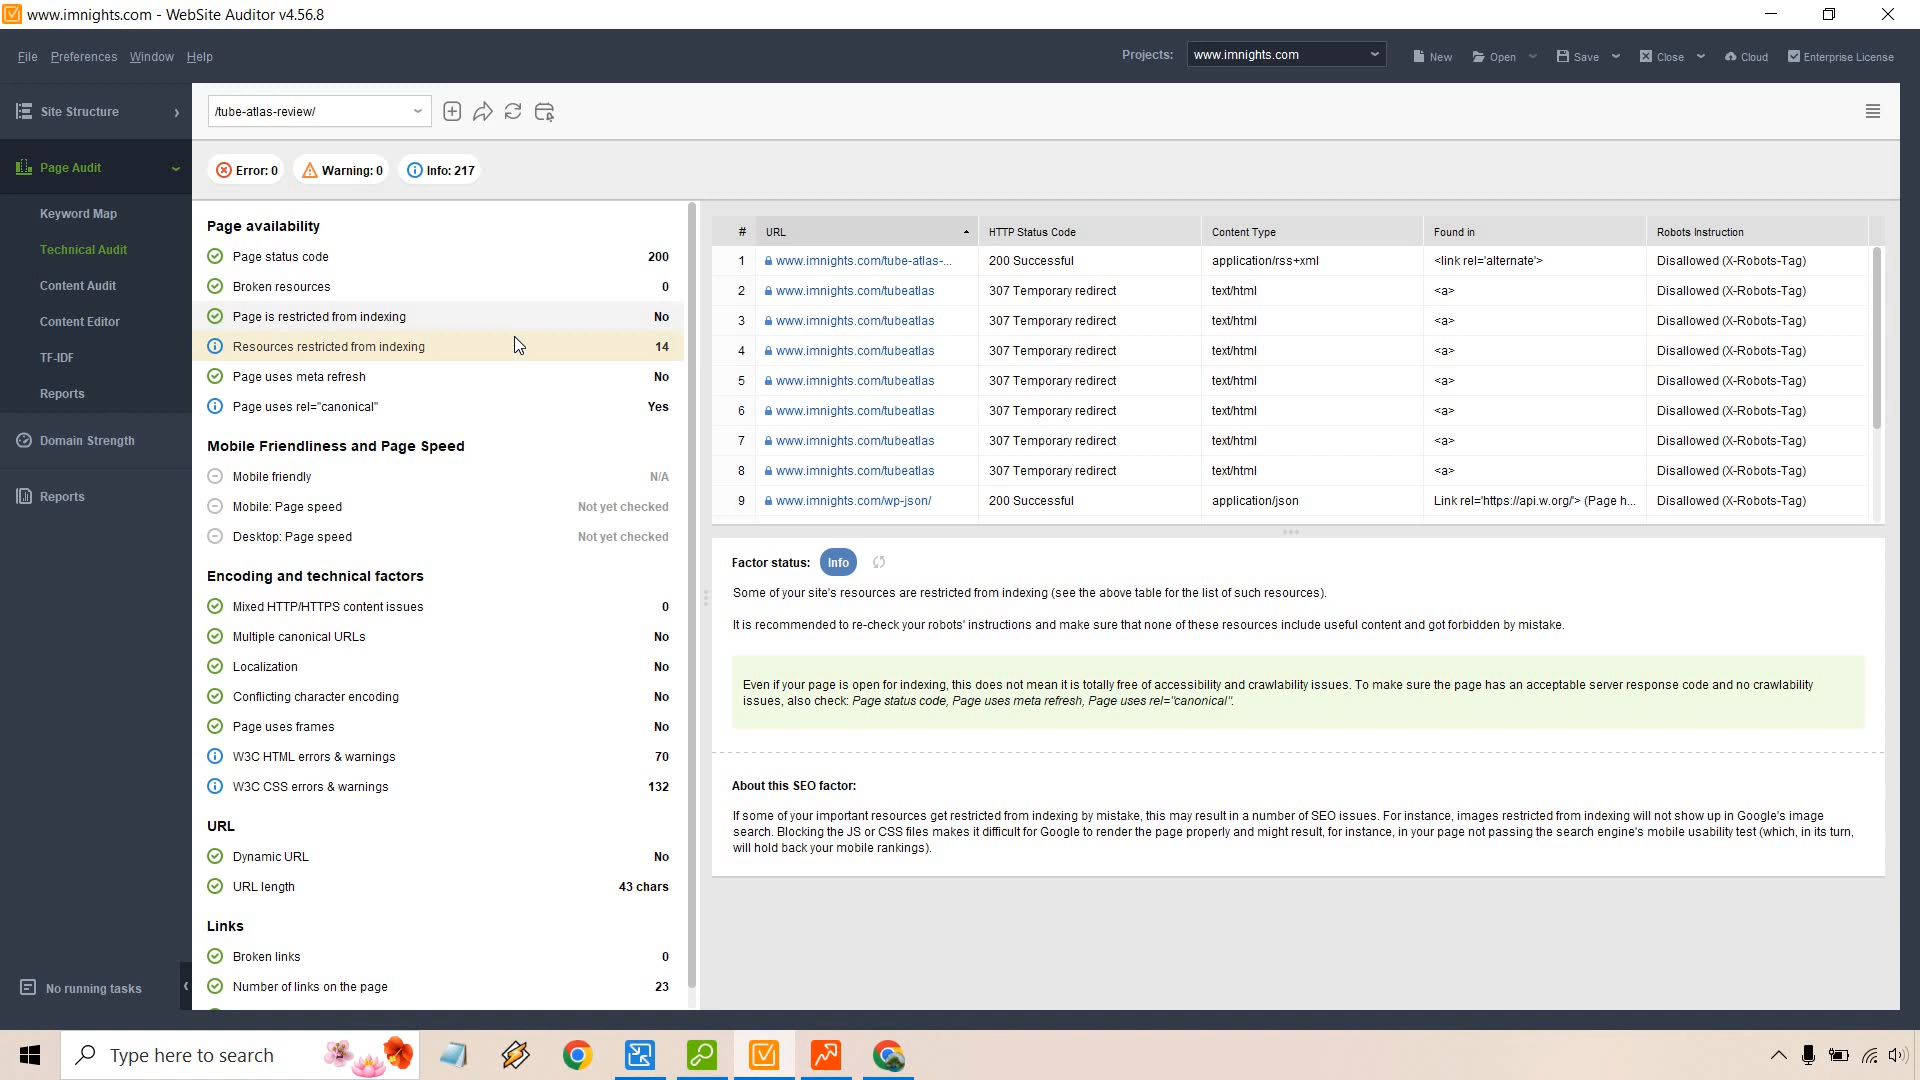 www.imnights.com - WebSite Auditor v4.56.8
File Preferences Window Help
Projects: www.imnights.com New Open Save Close Cloud Enterprise License
Site Structure
Page Audit
Keyword Map
Technical Audit
Content Audit
Content Editor
TF-IDF
Reports
Domain Strength
Reports
No running tasks
/tube-atlas-review/
Error: 0 Warning: 0 Info: 217
Page availability
Page status code 200
Broken resources 0
Page is restricted from indexing No
Resources restricted from indexing 14
Page uses meta refresh No
Page uses rel="canonical" Yes
Mobile Friendliness and Page Speed
Mobile friendly N/A
Mobile: Page speed Not yet checked
Desktop: Page speed Not yet checked
Encoding and technical factors
Mixed HTTP/HTTPS content issues 0
Multiple canonical URLs No
Localization No
Conflicting character encoding No
Page uses frames No
W3C HTML errors & warnings 70
W3C CSS errors & warnings 132
URL
Dynamic URL No
URL length 43 chars
Links
Broken links 0
Number of links on the page 23
# URL HTTP Status Code Content Type Found in Robots Instruction
1 www.imnights.com/tube-atlas-... 200 Successful application/rss+xml <link rel='alternate'> Disallowed (X-Robots-Tag)
2 www.imnights.com/tubeatlas 307 Temporary redirect text/html <a> Disallowed (X-Robots-Tag)
3 www.imnights.com/tubeatlas 307 Temporary redirect text/html <a> Disallowed (X-Robots-Tag)
4 www.imnights.com/tubeatlas 307 Temporary redirect text/html <a> Disallowed (X-Robots-Tag)
5 www.imnights.com/tubeatlas 307 Temporary redirect text/html <a> Disallowed (X-Robots-Tag)
6 www.imnights.com/tubeatlas 307 Temporary redirect text/html <a> Disallowed (X-Robots-Tag)
7 www.imnights.com/tubeatlas 307 Temporary redirect text/html <a> Disallowed (X-Robots-Tag)
8 www.imnights.com/tubeatlas 307 Temporary redirect text/html <a> Disallowed (X-Robots-Tag)
9 www.imnights.com/wp-json/ 200 Successful application/json Link rel='https://api.w.org/'> (Page h... Disallowed (X-Robots-Tag)
Factor status: Info
Some of your site's resources are restricted from indexing (see the above table for the list of such resources).
It is recommended to re-check your robots' instructions and make sure that none of these resources include useful content and got forbidden by mistake.
Even if your page is open for indexing, this does not mean it is totally free of accessibility and crawlability issues. To make sure the page has an acceptable server response code and no crawlability
issues, also check: Page status code, Page uses meta refresh, Page uses rel="canonical".
About this SEO factor:
If some of your important resources get restricted from indexing by mistake, this may result in a number of SEO issues. For instance, images restricted from indexing will not show up in Google's image
search. Blocking the JS or CSS files makes it difficult for Google to render the page properly and might result, for instance, in your page not passing the search engine's mobile usability test (which, in its turn,
will hold back your mobile rankings).
Type here to search